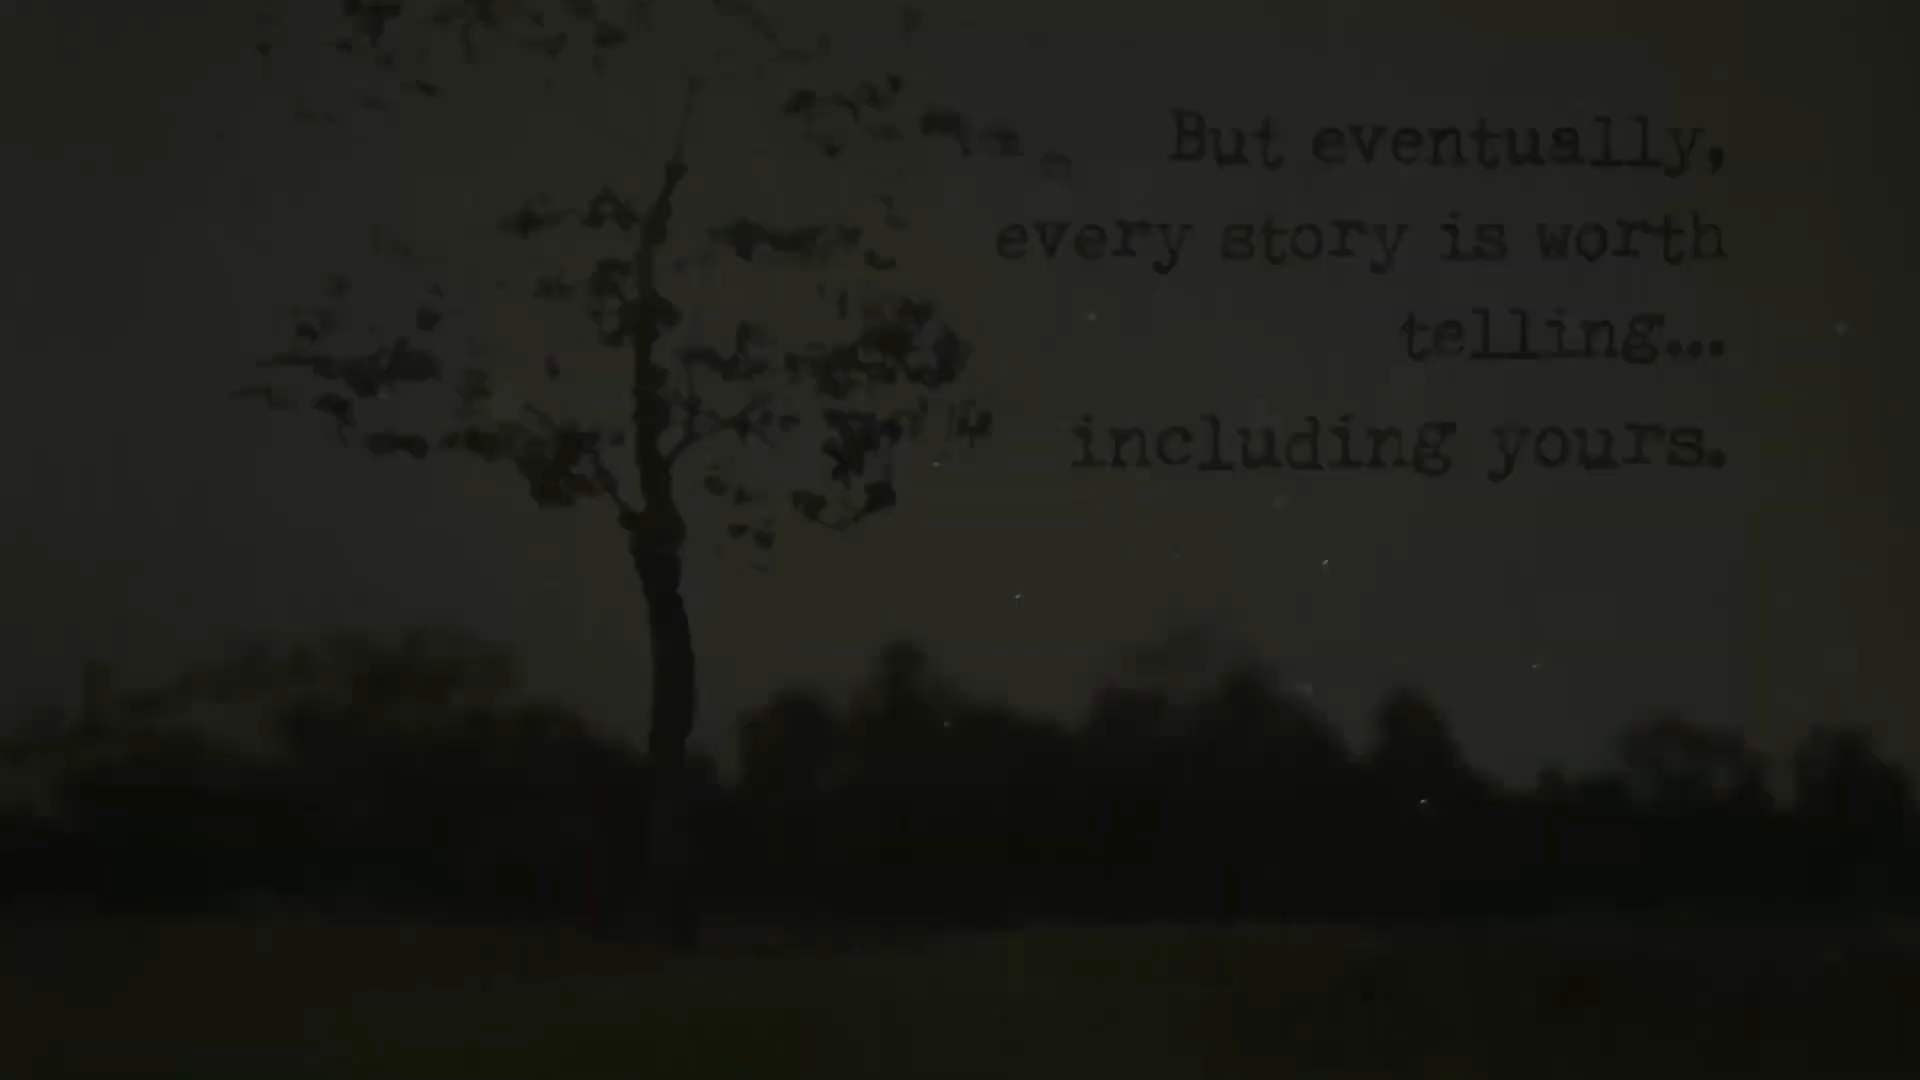 But eventually,
every story is worth
telling...
including yours.